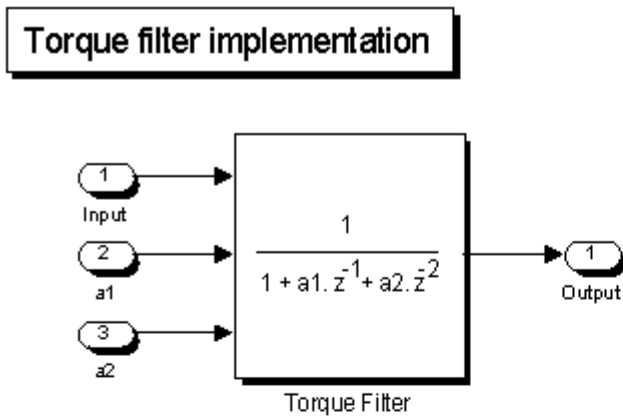 Torque filter implementation
1
Input
2
a1
3
a2
1
1 + a1. z^-1 + a2. z^-2
Torque Filter
1
Output